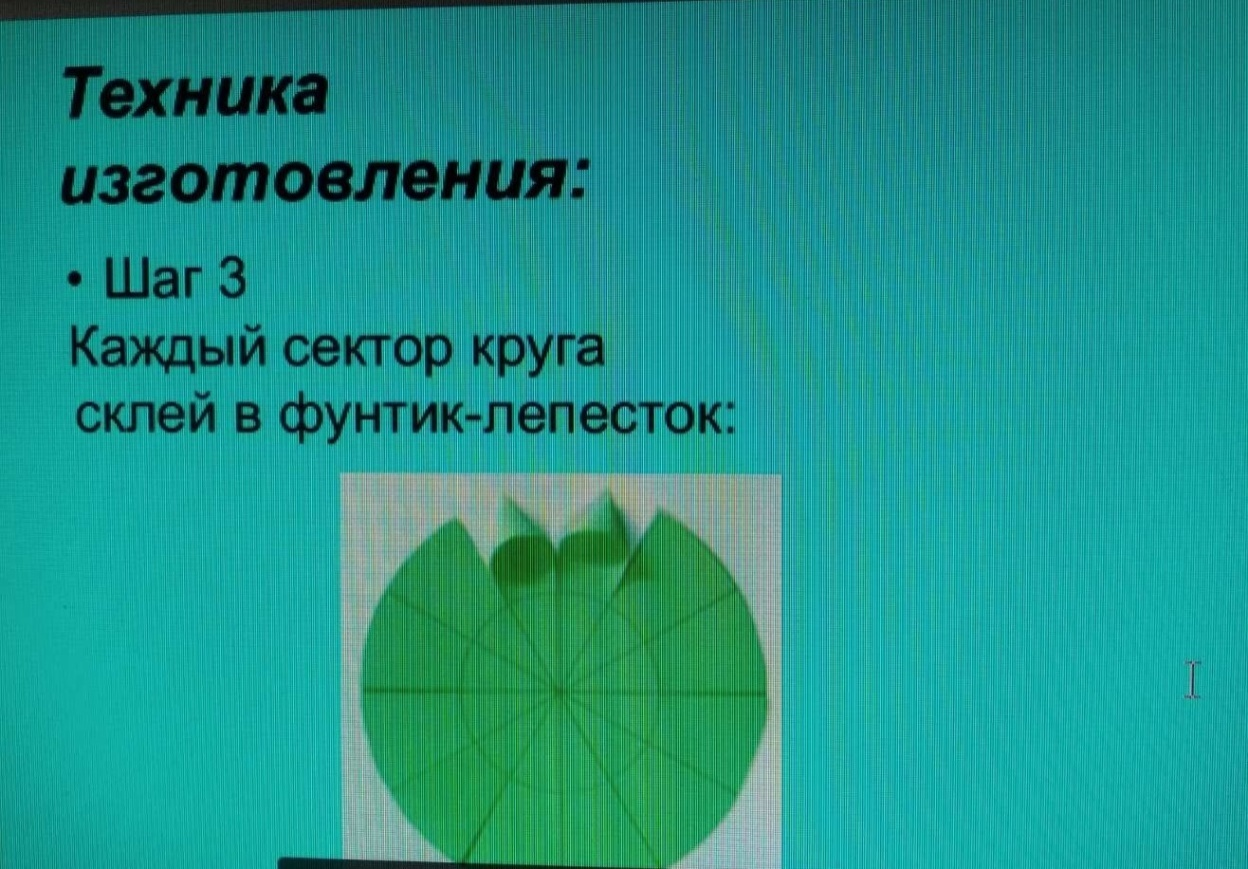 Техника
изготовления:
• Шаг 3
Каждый сектор круга
склей в фунтик-лепесток: